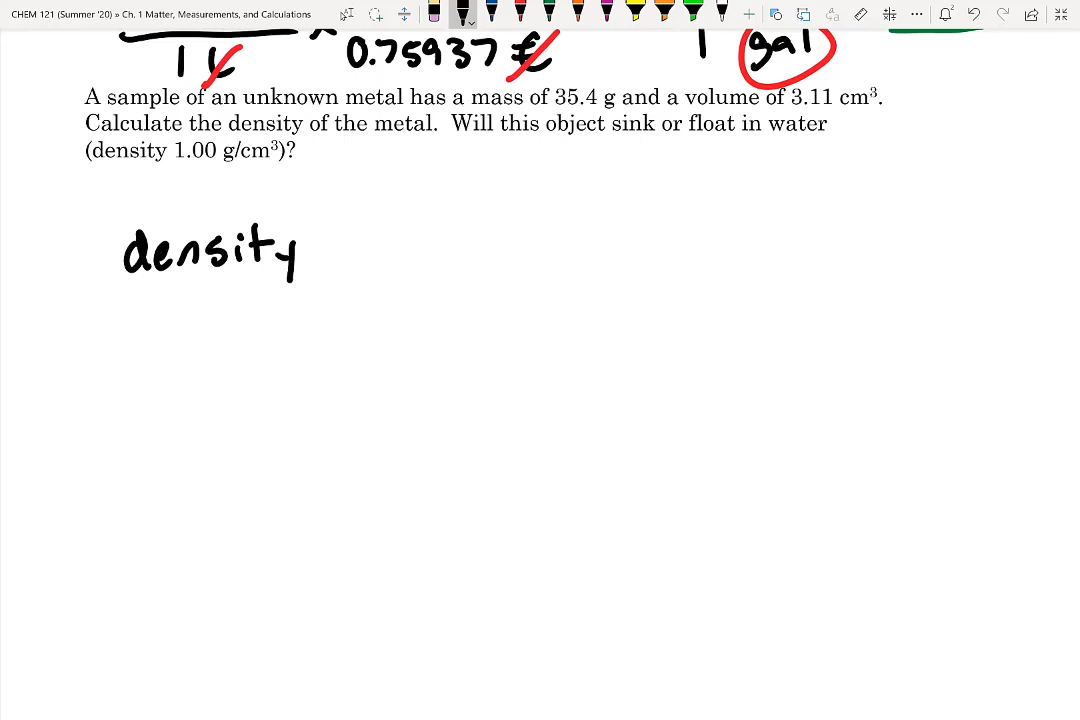 CHEM 121 (Summer '20) » Ch. 1 Matter, Measurements, and Calculations
1 £ 0.75937 £ 1 gal
A sample of an unknown metal has a mass of 35.4 g and a volume of 3.11 cm³.
Calculate the density of the metal. Will this object sink or float in water
(density 1.00 g/cm³)?
density